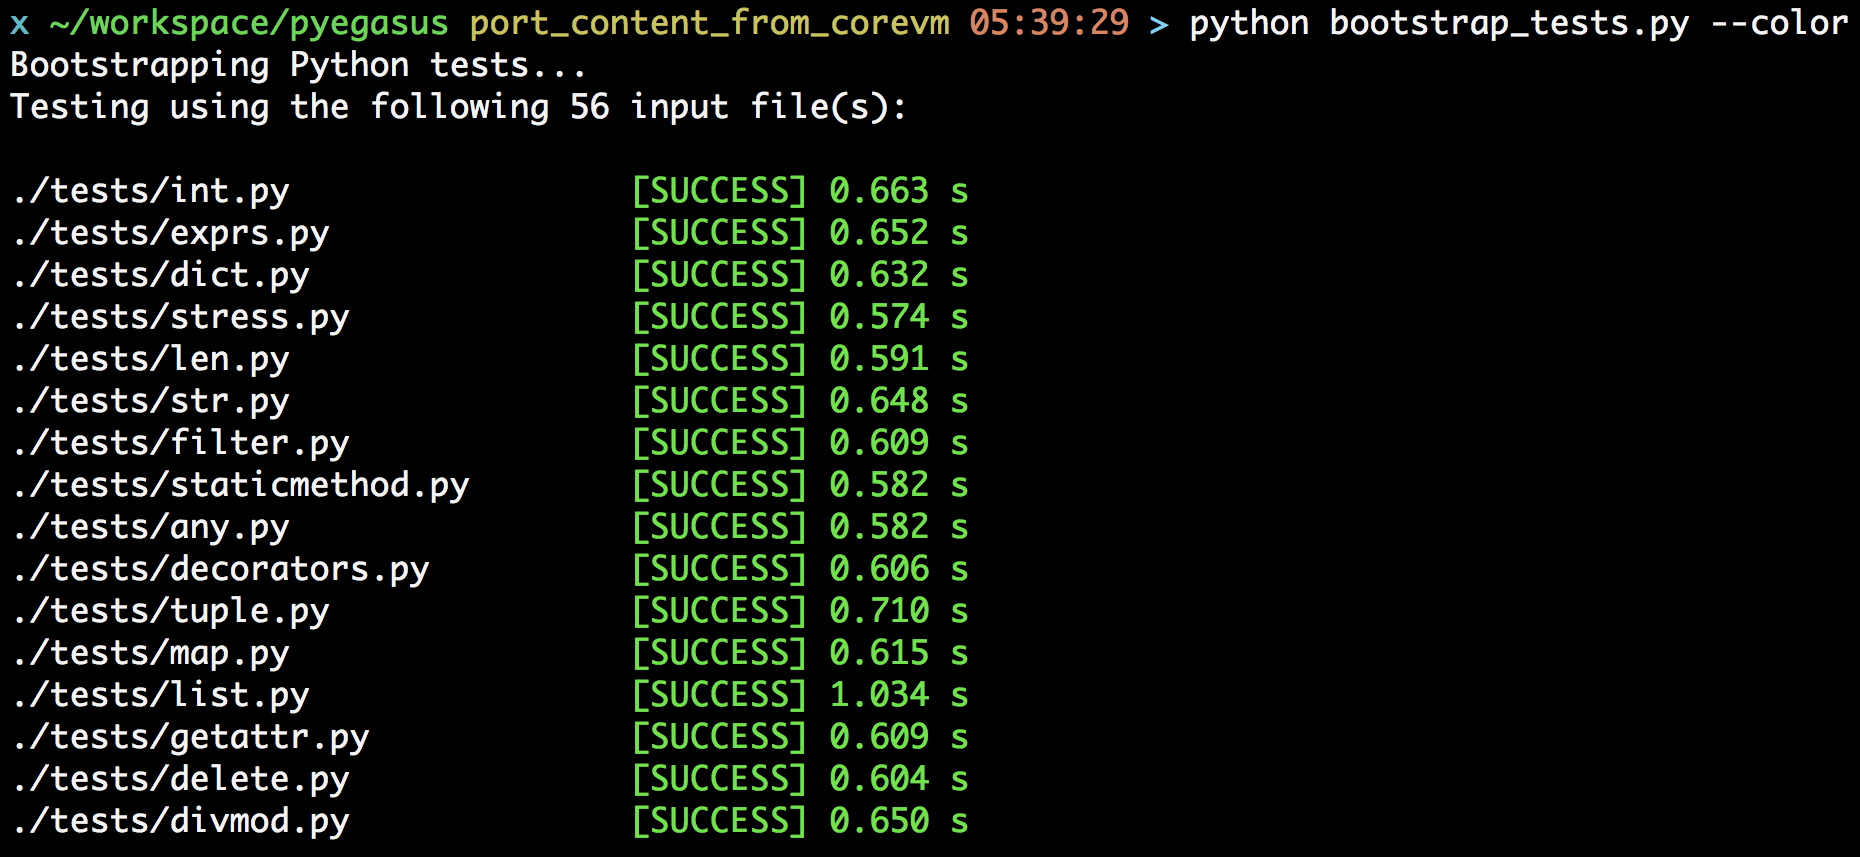 x ~/workspace/pyegasus port_content_from_corevm 05:39:29 > python bootstrap_tests.py --color
Bootstrapping Python tests...
Testing using the following 56 input file(s):
./tests/int.py [SUCCESS] 0.663 s
./tests/exprs.py [SUCCESS] 0.652 s
./tests/dict.py [SUCCESS] 0.632 s
./tests/stress.py [SUCCESS] 0.574 s
./tests/len.py [SUCCESS] 0.591 s
./tests/str.py [SUCCESS] 0.648 s
./tests/filter.py [SUCCESS] 0.609 s
./tests/staticmethod.py [SUCCESS] 0.582 s
./tests/any.py [SUCCESS] 0.582 s
./tests/decorators.py [SUCCESS] 0.606 s
./tests/tuple.py [SUCCESS] 0.710 s
./tests/map.py [SUCCESS] 0.615 s
./tests/list.py [SUCCESS] 1.034 s
./tests/getattr.py [SUCCESS] 0.609 s
./tests/delete.py [SUCCESS] 0.604 s
./tests/divmod.py [SUCCESS] 0.650 s